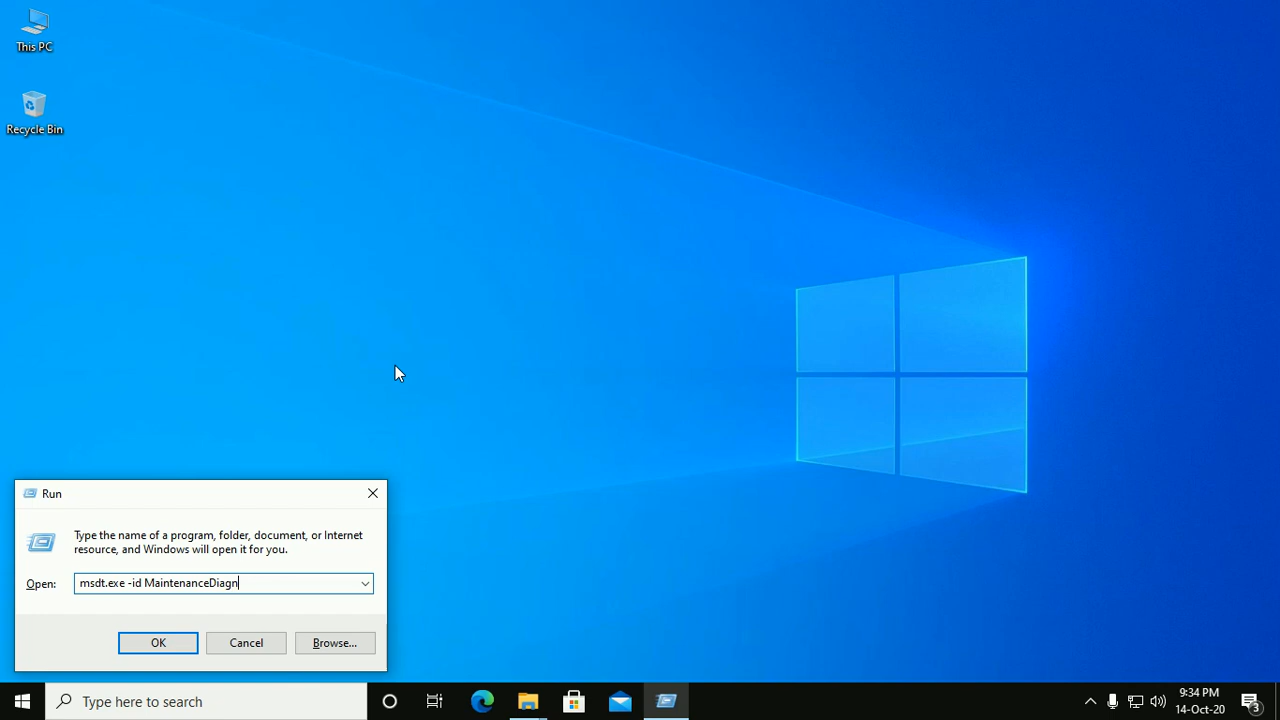 This PC
Recycle Bin
Run
Type the name of a program, folder, document, or Internet
resource, and Windows will open it for you.
Open:
msdt.exe -id MaintenanceDiagn
OK
Cancel
Browse...
Type here to search
9:34 PM
14-Oct-20
3